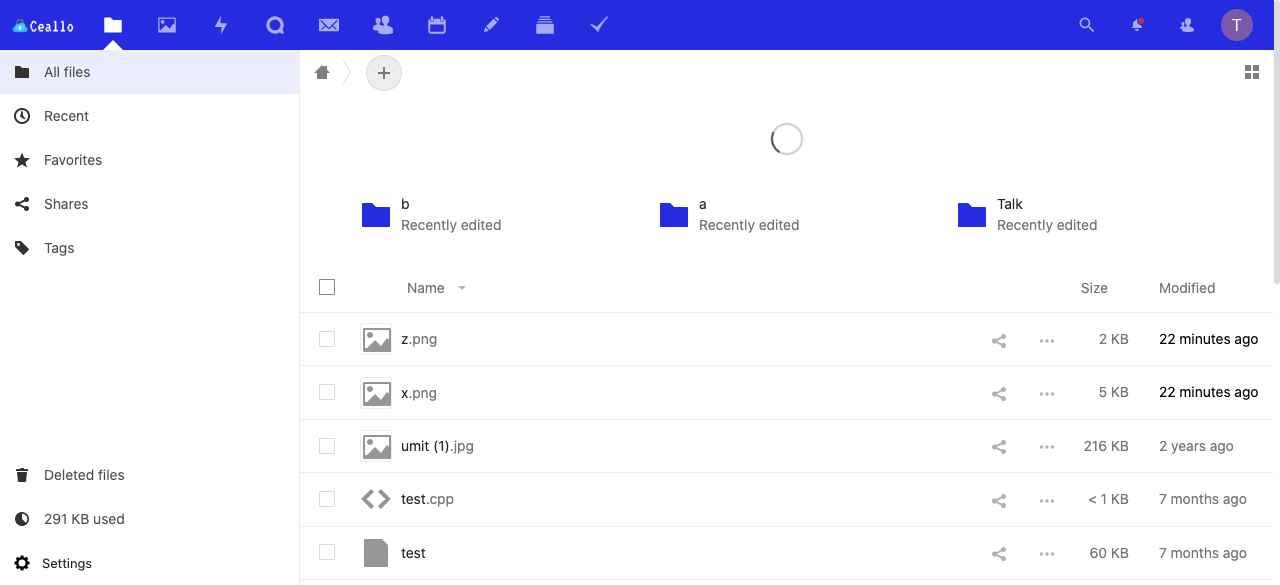 Ceallo
T
All files
Recent
Favorites
Shares
Tags
Deleted files
291 KB used
Settings
b
Recently edited
a
Recently edited
Talk
Recently edited
Name Size Modified
z.png 2 KB 22 minutes ago
x.png 5 KB 22 minutes ago
umit (1).jpg 216 KB 2 years ago
test.cpp < 1 KB 7 months ago
test 60 KB 7 months ago